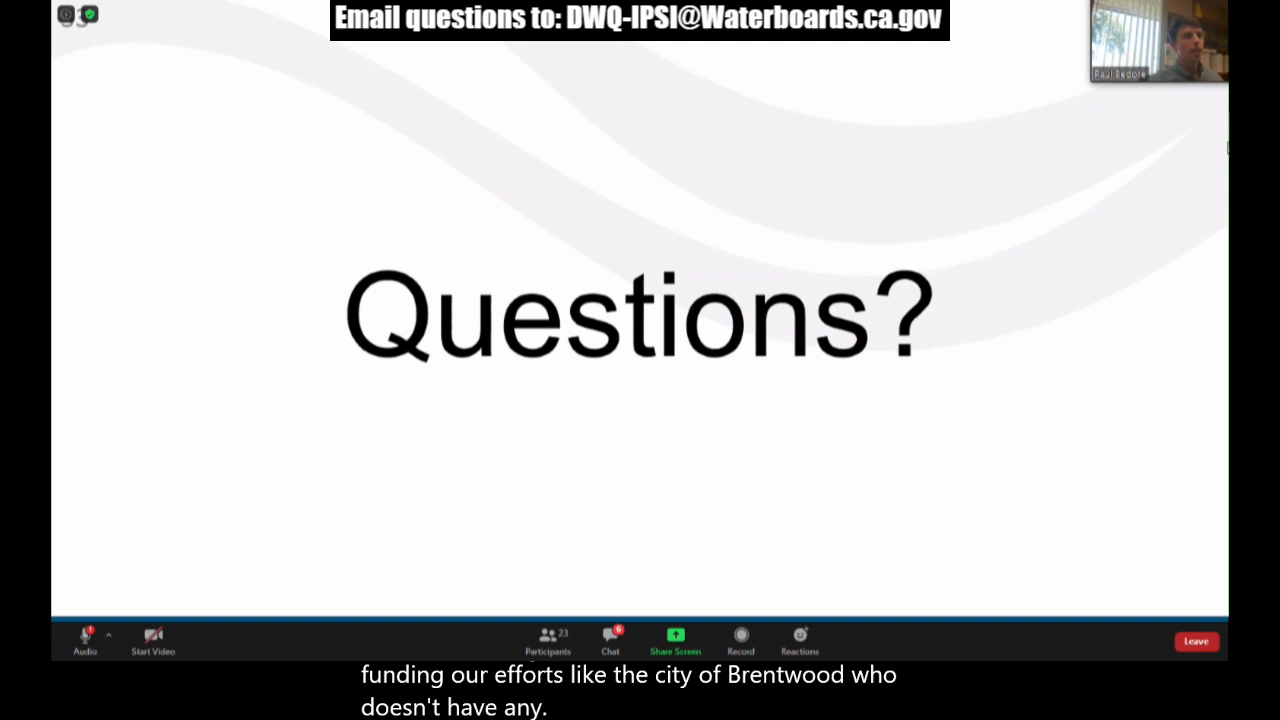 Email questions to: DWQ-IPSI@Waterboards.ca.gov
Paul Bedore
Questions?
23
6
Audio
Start Video
Participants
Chat
Share Screen
Record
Reactions
Leave
funding our efforts like the city of Brentwood who
doesn't have any.